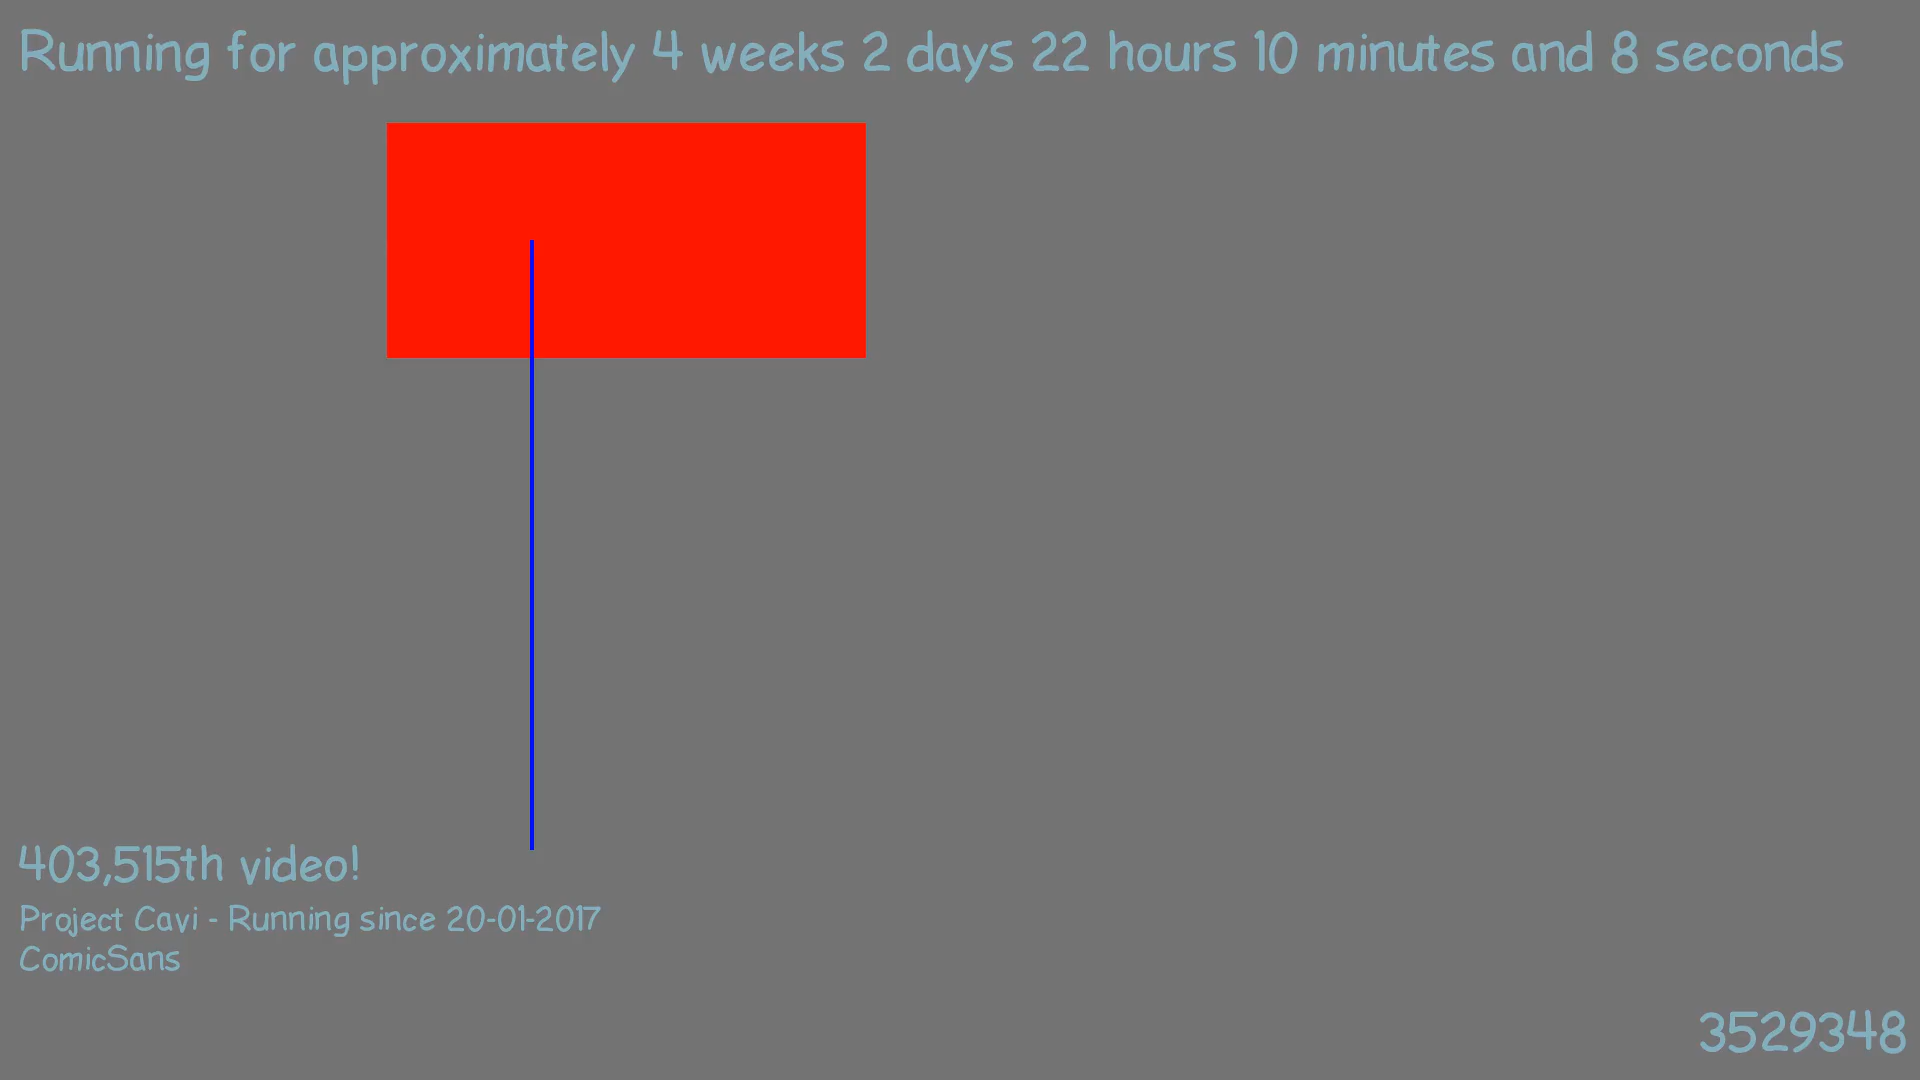 Running for approximately 4 weeks 2 days 22 hours 10 minutes and 8 seconds
403,515th video!
Project Cavi - Running since 20-01-2017
ComicSans
3529348